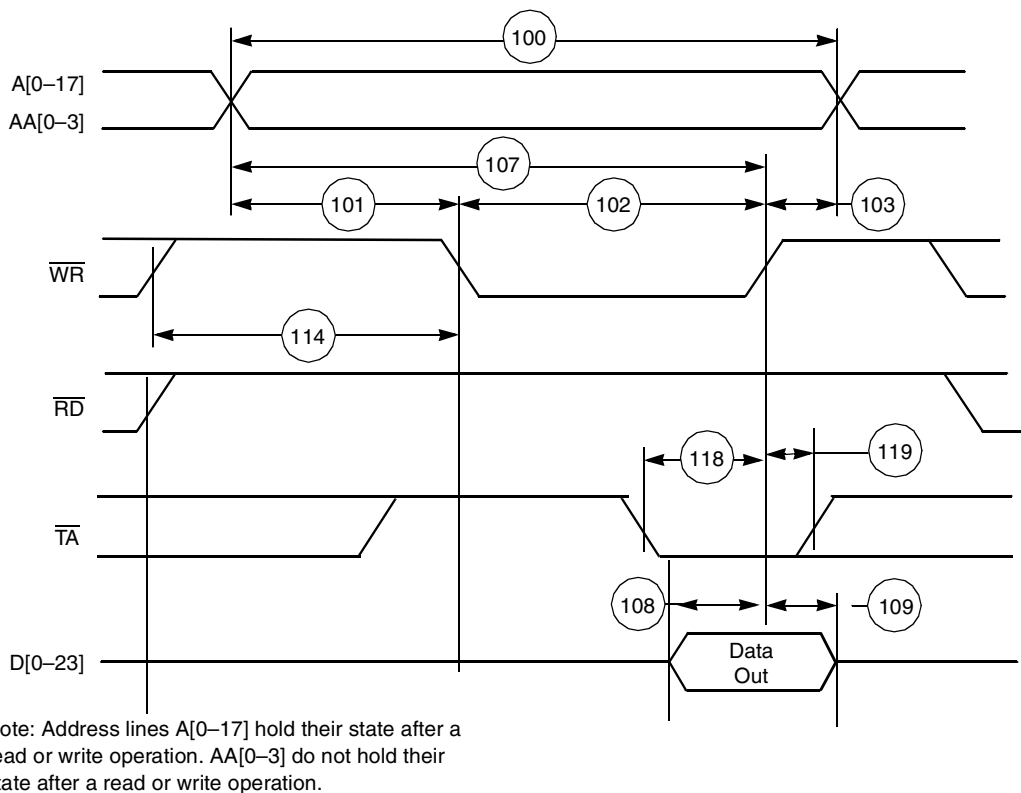 100
A[0–17]
AA[0–3]
107
101
102
103
WR
114
RD
118
119
TA
108
109
D[0–23]
Data
Out
ote: Address lines A[0–17] hold their state after a
ead or write operation. AA[0–3] do not hold their
tate after a read or write operation.